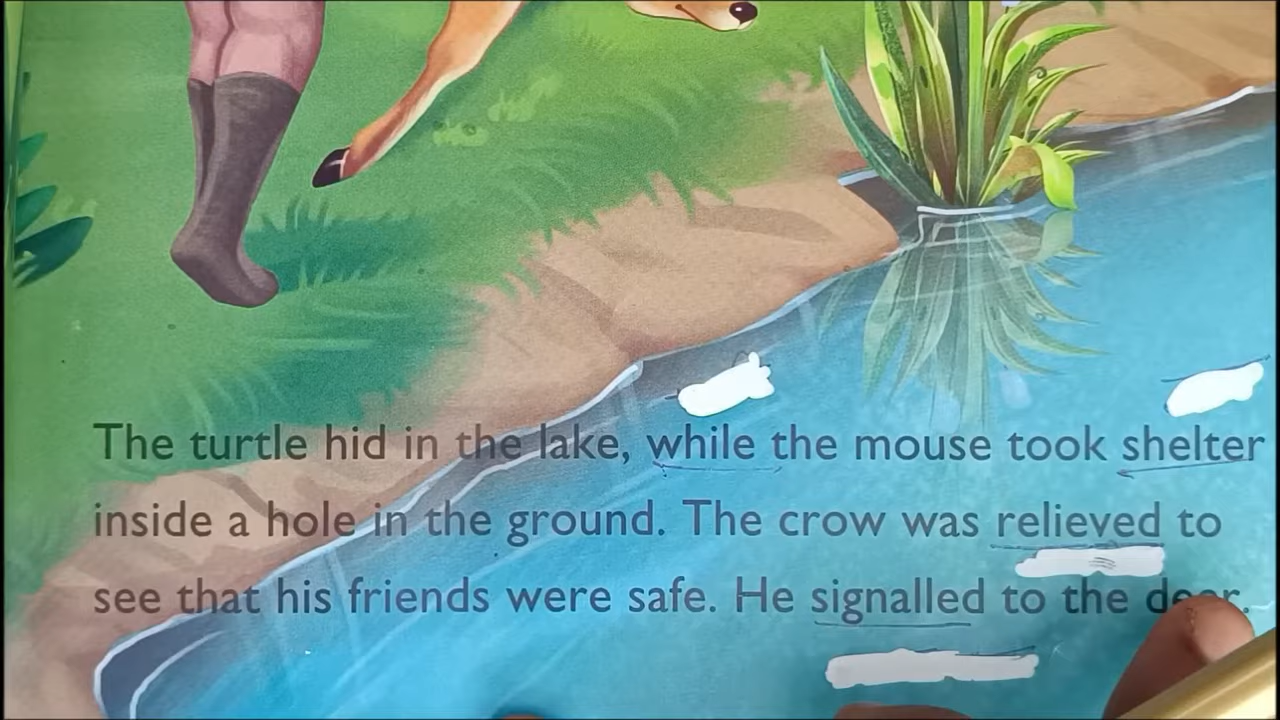 The turtle hid in the lake, while the mouse took shelter
inside a hole in the ground. The crow was relieved to
see that his friends were safe. He signalled to the deer.